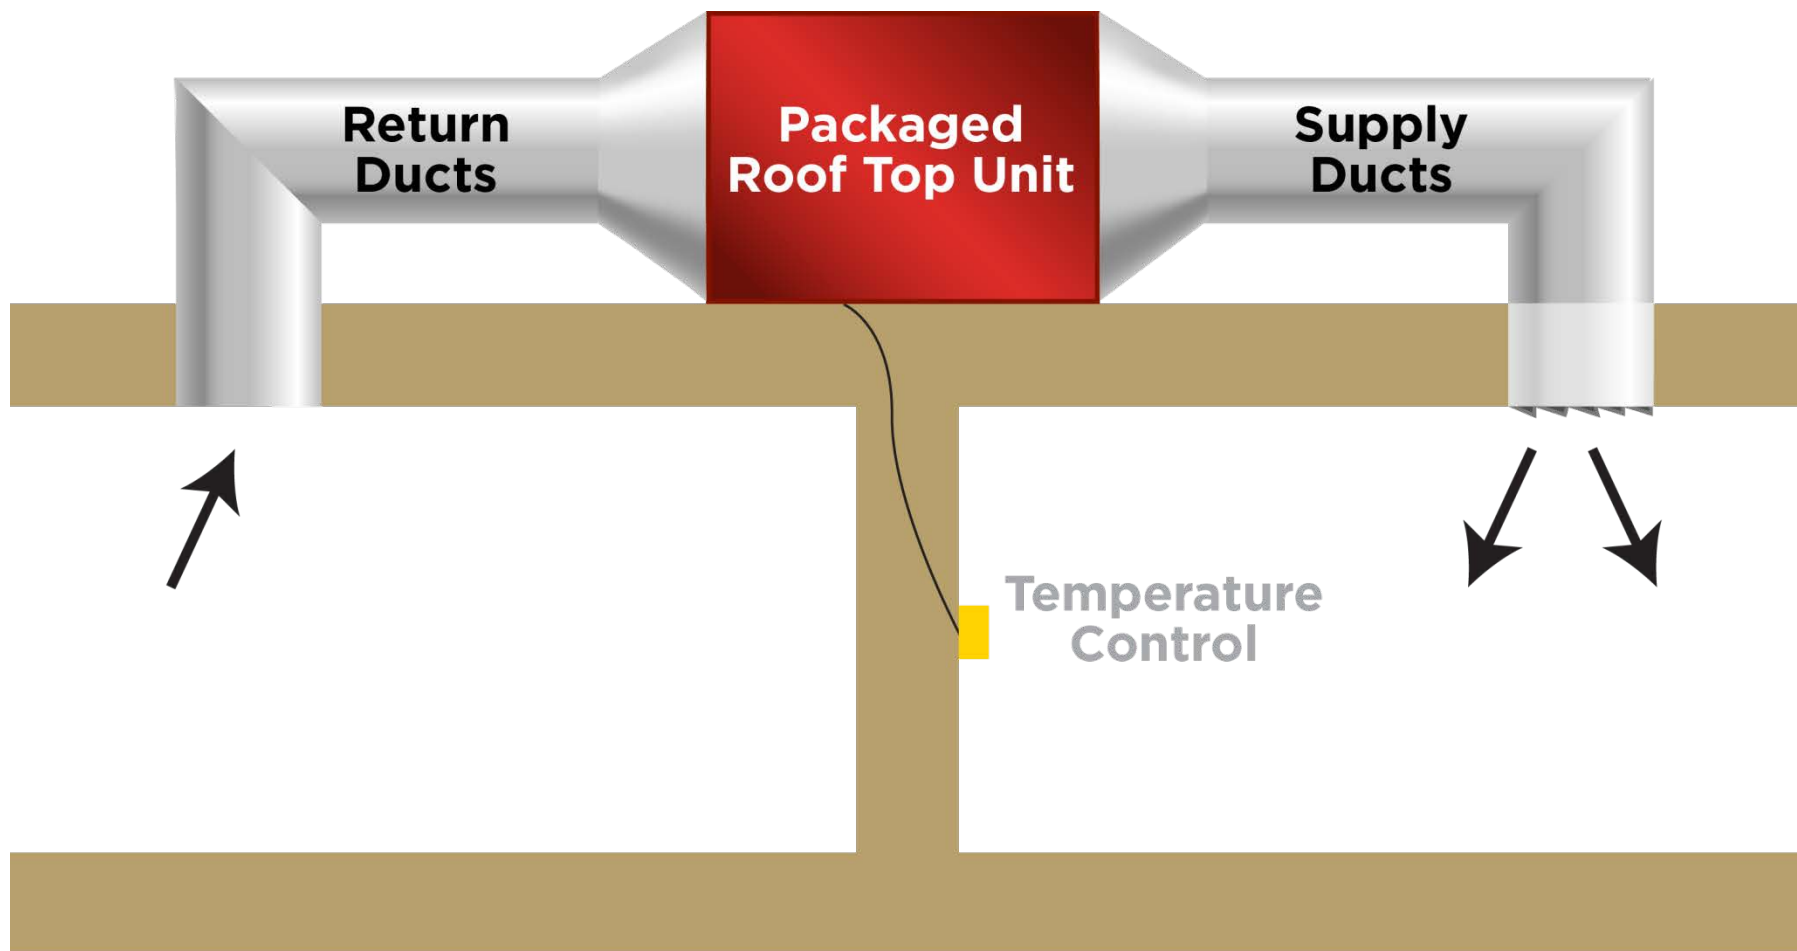 Return
Ducts
Packaged
Roof Top Unit
Supply
Ducts
Temperature
Control